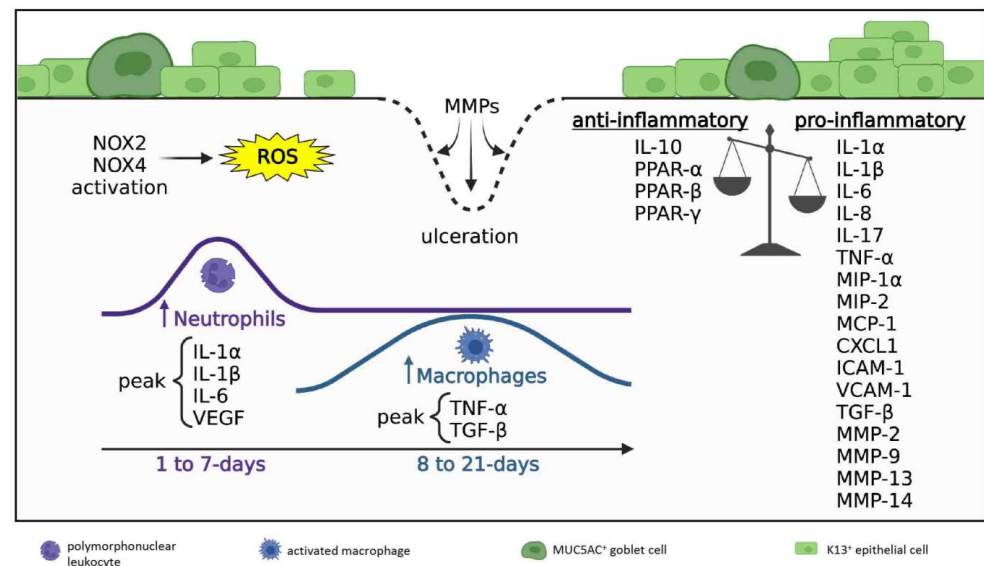 NOX2
NOX4
activation
ROS
MMPs
ulceration
anti-inflammatory
IL-10
PPAR-α
PPAR-β
PPAR-γ
pro-inflammatory
IL-1α
IL-1β
IL-6
IL-8
IL-17
TNF-α
MIP-1α
MIP-2
MCP-1
CXCL1
ICAM-1
VCAM-1
TGF-β
MMP-2
MMP-9
MMP-13
MMP-14
↑Neutrophils
peak
IL-1α
IL-1β
IL-6
VEGF
↑Macrophages
peak
TNF-α
TGF-β
1 to 7-days
8 to 21-days
polymorphonuclear
leukocyte
activated macrophage
MUC5AC⁺ goblet cell
K13⁺ epithelial cell